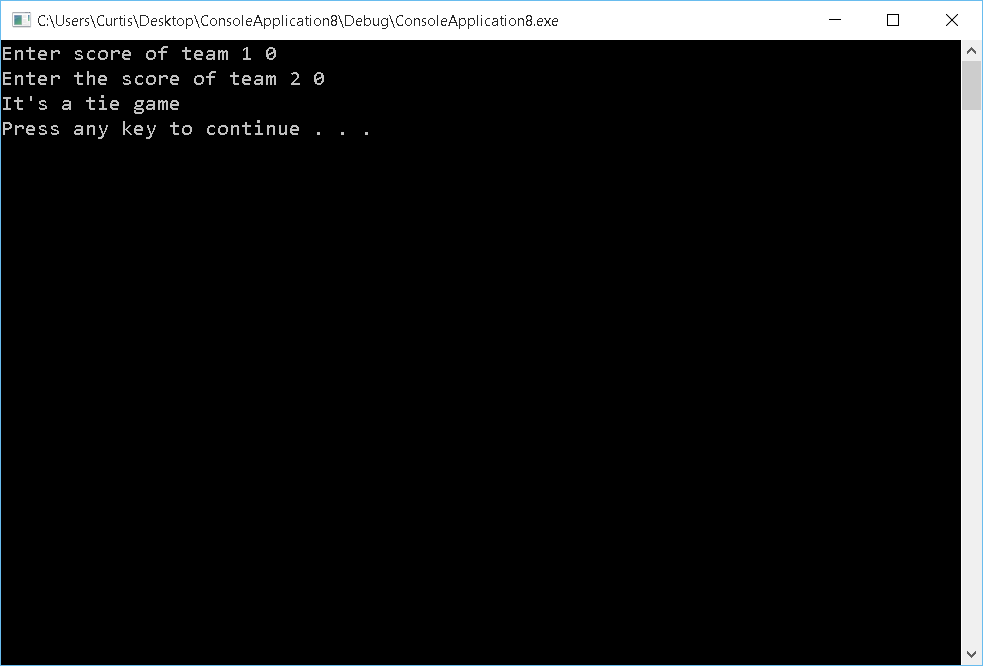 C:\Users\Curtis\Desktop\ConsoleApplication8\Debug\ConsoleApplication8.exe
Enter score of team 1 0
Enter the score of team 2 0
It's a tie game
Press any key to continue . . .